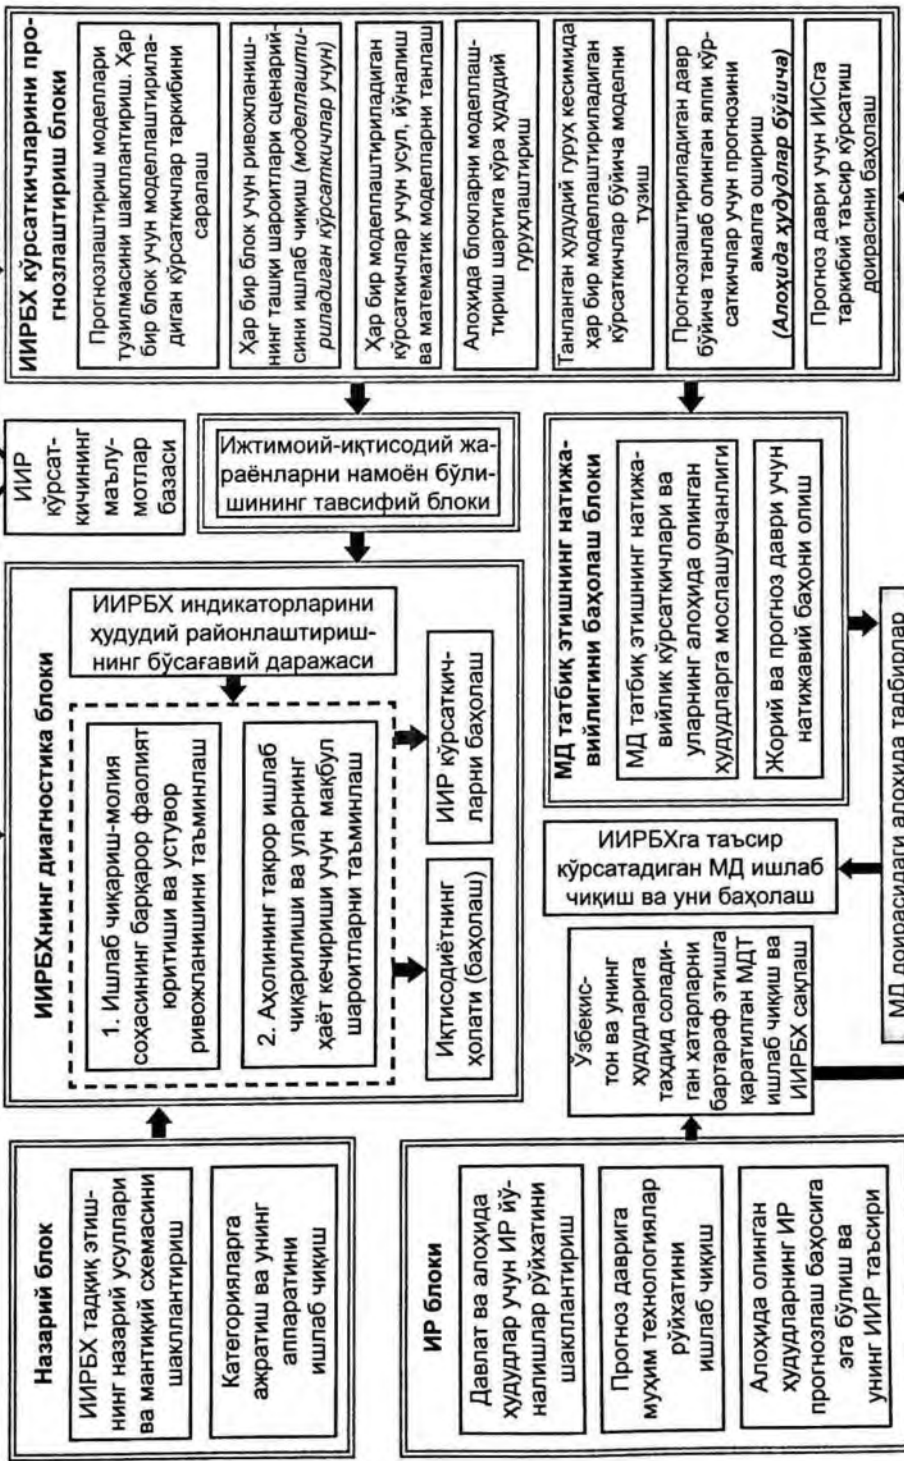 Назарий блок
ИИРБХ тадқиқ этиш-
нинг назарий усуллари
ва мантиқий схемасини
шакллантириш
Категорияларга
ажратиш ва унинг
аппаратини
ишлаб чиқиш
ИИРБХнинг диагностика блоки
ИИРБХ индикаторларини
ҳудудий районлаштириш-
нинг бўсағавий даражаси
1. Ишлаб чиқариш-молия
соҳасининг барқарор фаолият
юритиши ва устувор
ривожланишини таъминлаш
2. Аҳолининг такрор ишлаб
чиқарилиши ва уларнинг
ҳаёт кечириши учун мақбул
шароитларни таъминлаш
Иқтисодиётнинг
ҳолати (баҳолаш)
ИИР кўрсаткич-
ларни баҳолаш
ИИР
кўрсат-
кичининг
маълу-
мотлар
базаси
Ижтимоий-иқтисодий жа-
раёнларни намоён бўли-
шининг тавсифий блоки
ИИРБХ кўрсаткичларини про-
гнозлаштириш блоки
Прогнозлаштириш моделлари
тузилмасини шакллантириш. Ҳар
бир блок учун моделлаштирила-
диган кўрсаткичлар таркибини
саралаш
Ҳар бир блок учун ривожланиш-
нинг ташқи шароитлари сценарий-
сини ишлаб чиқиш (моделлашти-
риладиган кўрсаткичлар учун)
Ҳар бир моделлаштириладиган
кўрсаткичлар учун усул, йўналиш
ва математик моделларни танлаш
Алоҳида блокларни моделлаш-
тириш шартига кўра ҳудудий
гуруҳлаштириш
Танланган ҳудудий гуруҳ кесимида
ҳар бир моделлаштириладиган
кўрсаткичлар бўйича моделни
тузиш
Прогнозлаштириладиган давр
бўйича танлаб олинган ялпи кўр-
саткичлар учун прогнозини
амалга ошириш
(Алоҳида ҳудудлар бўйича)
Прогноз даври учун ИИСга
таркибий таъсир кўрсатиш
доирасини баҳолаш
ИР блоки
Давлат ва алоҳида
ҳудудлар учун ИР йў-
налишлар рўйхатини
шакллантириш
Прогноз даврига
муҳим технологиялар
рўйхатини
ишлаб чиқиш
Алоҳида олинган
ҳудудларнинг ИР
прогнозлаш баҳосига
эга бўлиш ва
унинг ИИР таъсири
Ўзбекис-
тон ва унинг
ҳудудларига
таҳдид солади-
ган хатарларни
бартараф этишга
қаратилган МДТ
ишлаб чиқиш ва
ИИРБХ сақлаш
ИИРБХга таъсир
кўрсатадиган МД ишлаб
чиқиш ва уни баҳолаш
МД татбиқ этишнинг натижа-
вийлигини баҳолаш блоки
МД татбиқ этишнинг натижа-
вийлик кўрсаткичлари ва
уларнинг алоҳида олинган
ҳудудларга мослашувчанлиги
Жорий ва прогноз даври учун
натижавий баҳони олиш
МД доирасидаги алоҳида тадбирлар